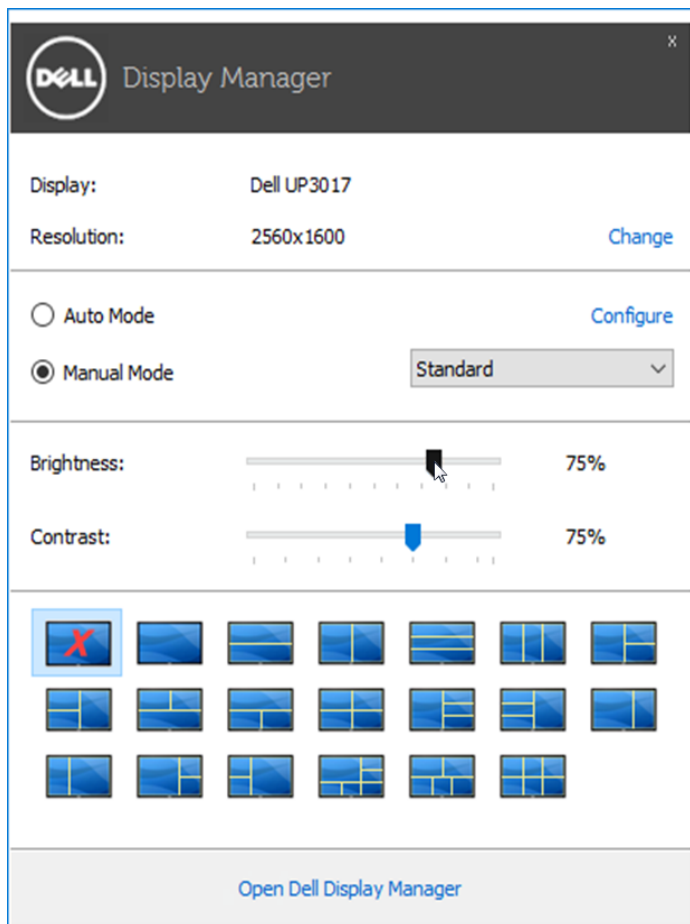 x
DELL Display Manager
Display: Dell UP3017
Resolution: 2560x1600 Change
Auto Mode Configure
Manual Mode Standard
Brightness: 75%
Contrast: 75%
X
Open Dell Display Manager